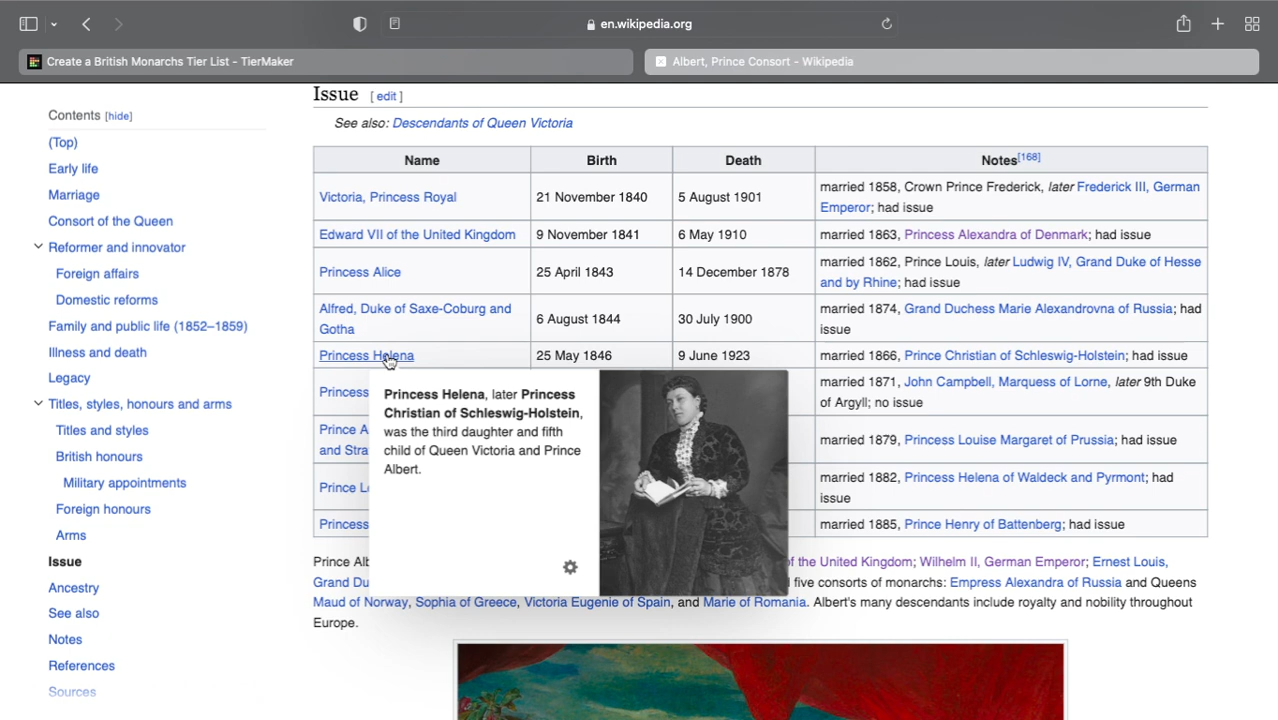 en.wikipedia.org
Create a British Monarchs Tier List - TierMaker
Albert, Prince Consort - Wikipedia
Contents [hide]
(Top)
Early life
Marriage
Consort of the Queen
Reformer and innovator
Foreign affairs
Domestic reforms
Family and public life (1852–1859)
Illness and death
Legacy
Titles, styles, honours and arms
Titles and styles
British honours
Military appointments
Foreign honours
Arms
Issue
Ancestry
See also
Notes
References
Sources
Issue [ edit ]
See also: Descendants of Queen Victoria
Name Birth Death Notes[168]
Victoria, Princess Royal 21 November 1840 5 August 1901 married 1858, Crown Prince Frederick, later Frederick III, German
Emperor; had issue
Edward VII of the United Kingdom 9 November 1841 6 May 1910 married 1863, Princess Alexandra of Denmark; had issue
Princess Alice 25 April 1843 14 December 1878 married 1862, Prince Louis, later Ludwig IV, Grand Duke of Hesse
and by Rhine; had issue
Alfred, Duke of Saxe-Coburg and
Gotha 6 August 1844 30 July 1900 married 1874, Grand Duchess Marie Alexandrovna of Russia; had
issue
Princess Helena 25 May 1846 9 June 1923 married 1866, Prince Christian of Schleswig-Holstein; had issue
Princess married 1871, John Campbell, Marquess of Lorne, later 9th Duke
of Argyll; no issue
Prince A
and Stra married 1879, Princess Louise Margaret of Prussia; had issue
Prince Le married 1882, Princess Helena of Waldeck and Pyrmont; had
issue
Princess married 1885, Prince Henry of Battenberg; had issue
Princess Helena, later Princess
Christian of Schleswig-Holstein,
was the third daughter and fifth
child of Queen Victoria and Prince
Albert.
Prince Alb of the United Kingdom; Wilhelm II, German Emperor; Ernest Louis,
Grand Du five consorts of monarchs: Empress Alexandra of Russia and Queens
Maud of Norway, Sophia of Greece, Victoria Eugenie of Spain, and Marie of Romania. Albert's many descendants include royalty and nobility throughout
Europe.